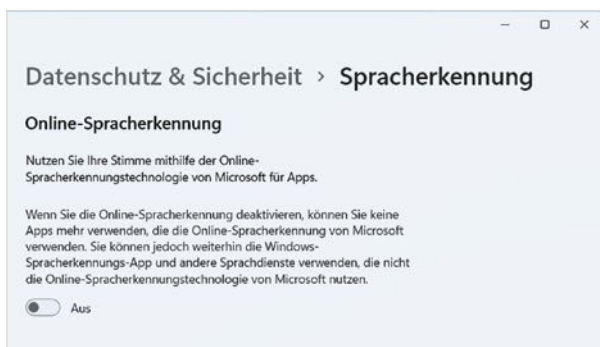 Datenschutz & Sicherheit › Spracherkennung
Online-Spracherkennung
Nutzen Sie Ihre Stimme mithilfe der Online-
Spracherkennungstechnologie von Microsoft für Apps.
Wenn Sie die Online-Spracherkennung deaktivieren, können Sie keine
Apps mehr verwenden, die die Online-Spracherkennung von Microsoft
verwenden. Sie können jedoch weiterhin die Windows-
Spracherkennungs-App und andere Sprachdienste verwenden, die nicht
die Online-Spracherkennungstechnologie von Microsoft nutzen.
Aus